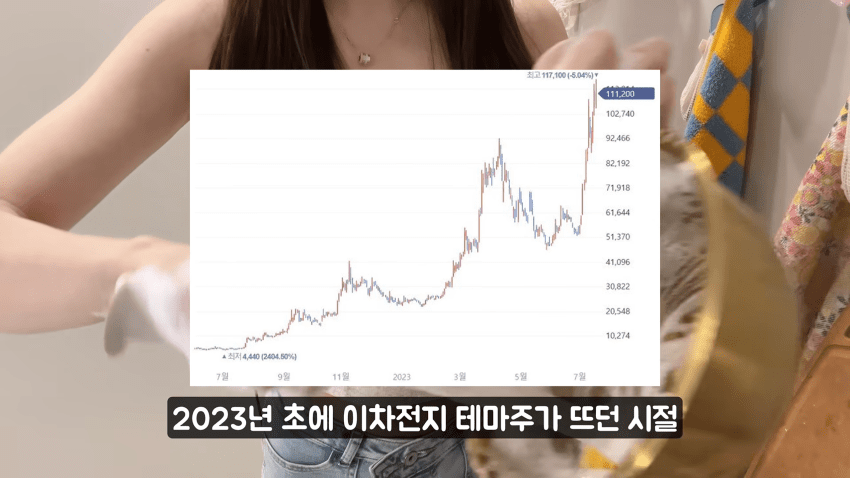 최고 117,100 (-5.04%) ▼
111,200
102,740
92,466
82,192
71,918
61,644
51,370
41,096
30,822
20,548
10,274
▲ 최저 4,440 (2404.50%)
7월 9월 11월 2023 3월 5월 7월
2023년 초에 이차전지 테마주가 뜨던 시절